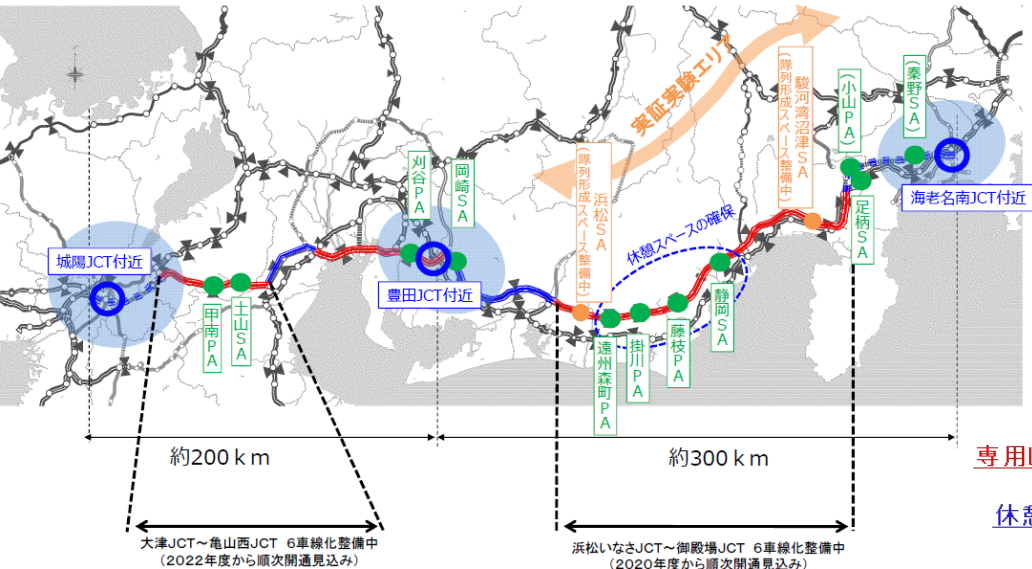 実証実験エリア
駿河湾沼津SA
(隊列形成スペース整備中)
(小山PA)
(秦野SA)
足柄SA
海老名南JCT付近
刈谷PA
岡崎SA
浜松SA
(隊列形成スペース整備中)
休憩スペースの確保
城陽JCT付近
豊田JCT付近
甲南PA
土山SA
遠州森町PA
掛川PA
藤枝PA
静岡SA
約200km
約300km
専用
休憩
大津JCT~亀山西JCT 6車線化整備中
(2022年度から順次開通見込み)
浜松いなさJCT~御殿場JCT 6車線化整備中
(2020年度から順次開通見込み)